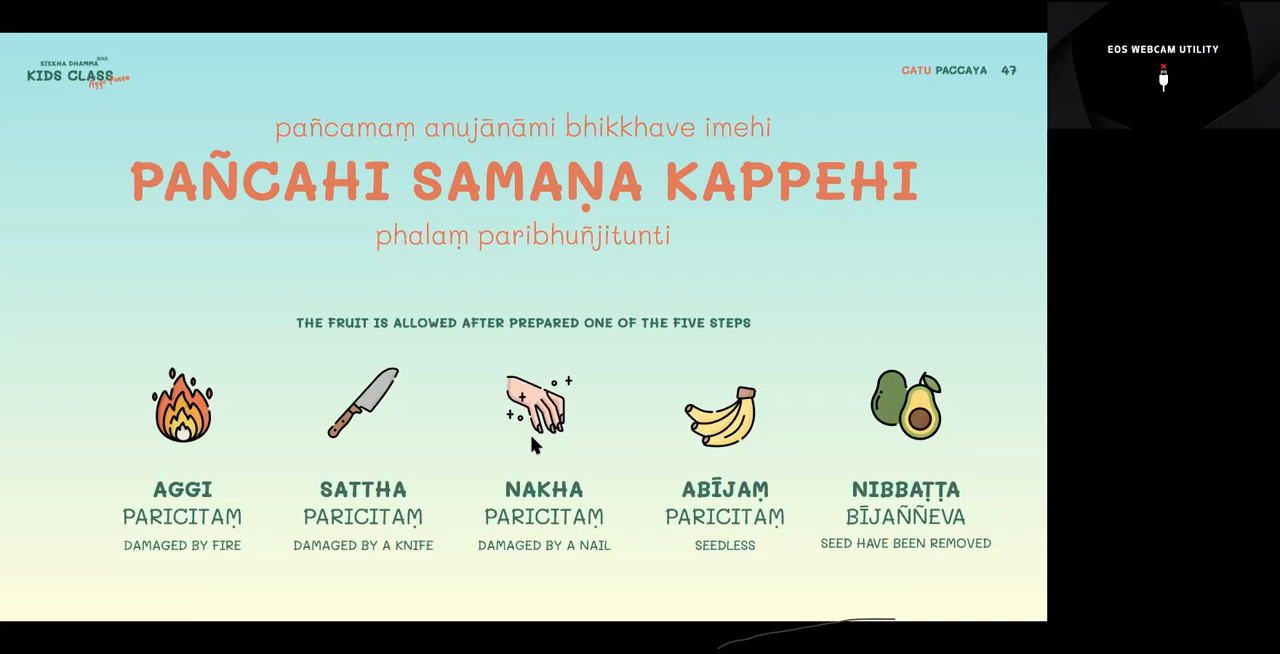 SIKKHA DHAMMA 20th
KIDS CLASS
CATU PACCAYA 47
EOS WEBCAM UTILITY
pañcamaṃ anujānāmi bhikkhave imehi
PAÑCAHI SAMAṆA KAPPEHI
phalaṃ paribhuñjitunti
THE FRUIT IS ALLOWED AFTER PREPARED ONE OF THE FIVE STEPS
AGGI
PARICITAṂ
DAMAGED BY FIRE
SATTHA
PARICITAṂ
DAMAGED BY A KNIFE
NAKHA
PARICITAṂ
DAMAGED BY A NAIL
ABĪJAṂ
PARICITAṂ
SEEDLESS
NIBBAṬṬA
BĪJAÑÑEVA
SEED HAVE BEEN REMOVED